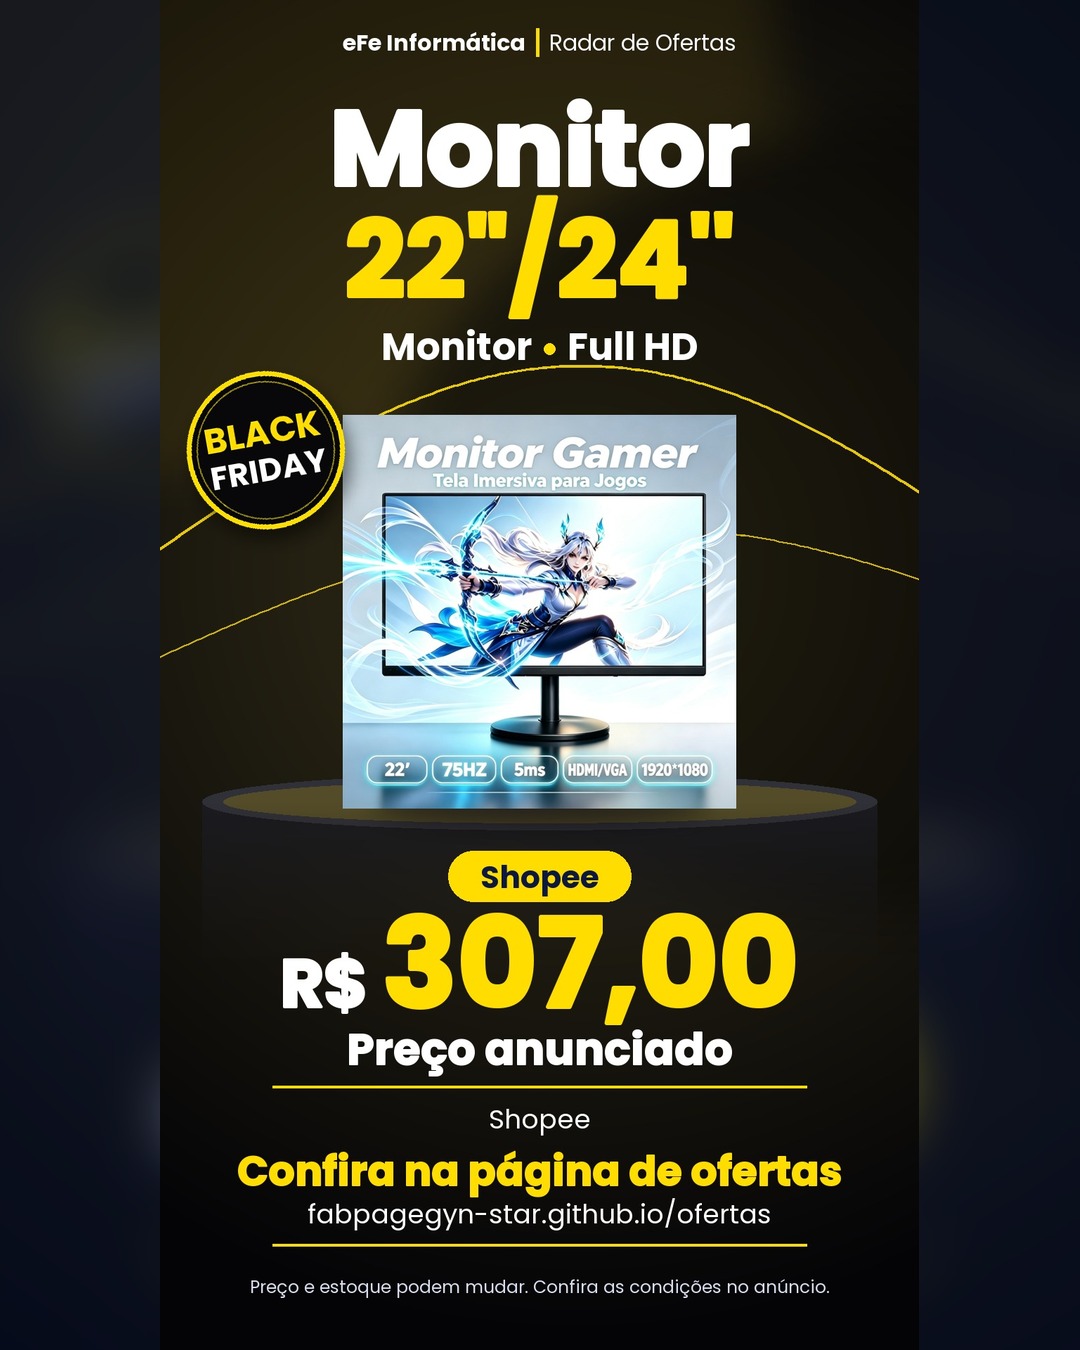 eFe Informática | Radar de Ofertas
Monitor
22"/24"
Monitor • Full HD
BLACK
FRIDAY
Monitor Gamer
Tela Imersiva para Jogos
22' 75HZ 5ms HDMI/VGA 1920*1080
Shopee
R$ 307,00
Preço anunciado
Shopee
Confira na página de ofertas
fabpagegyn-star.github.io/ofertas
Preço e estoque podem mudar. Confira as condições no anúncio.